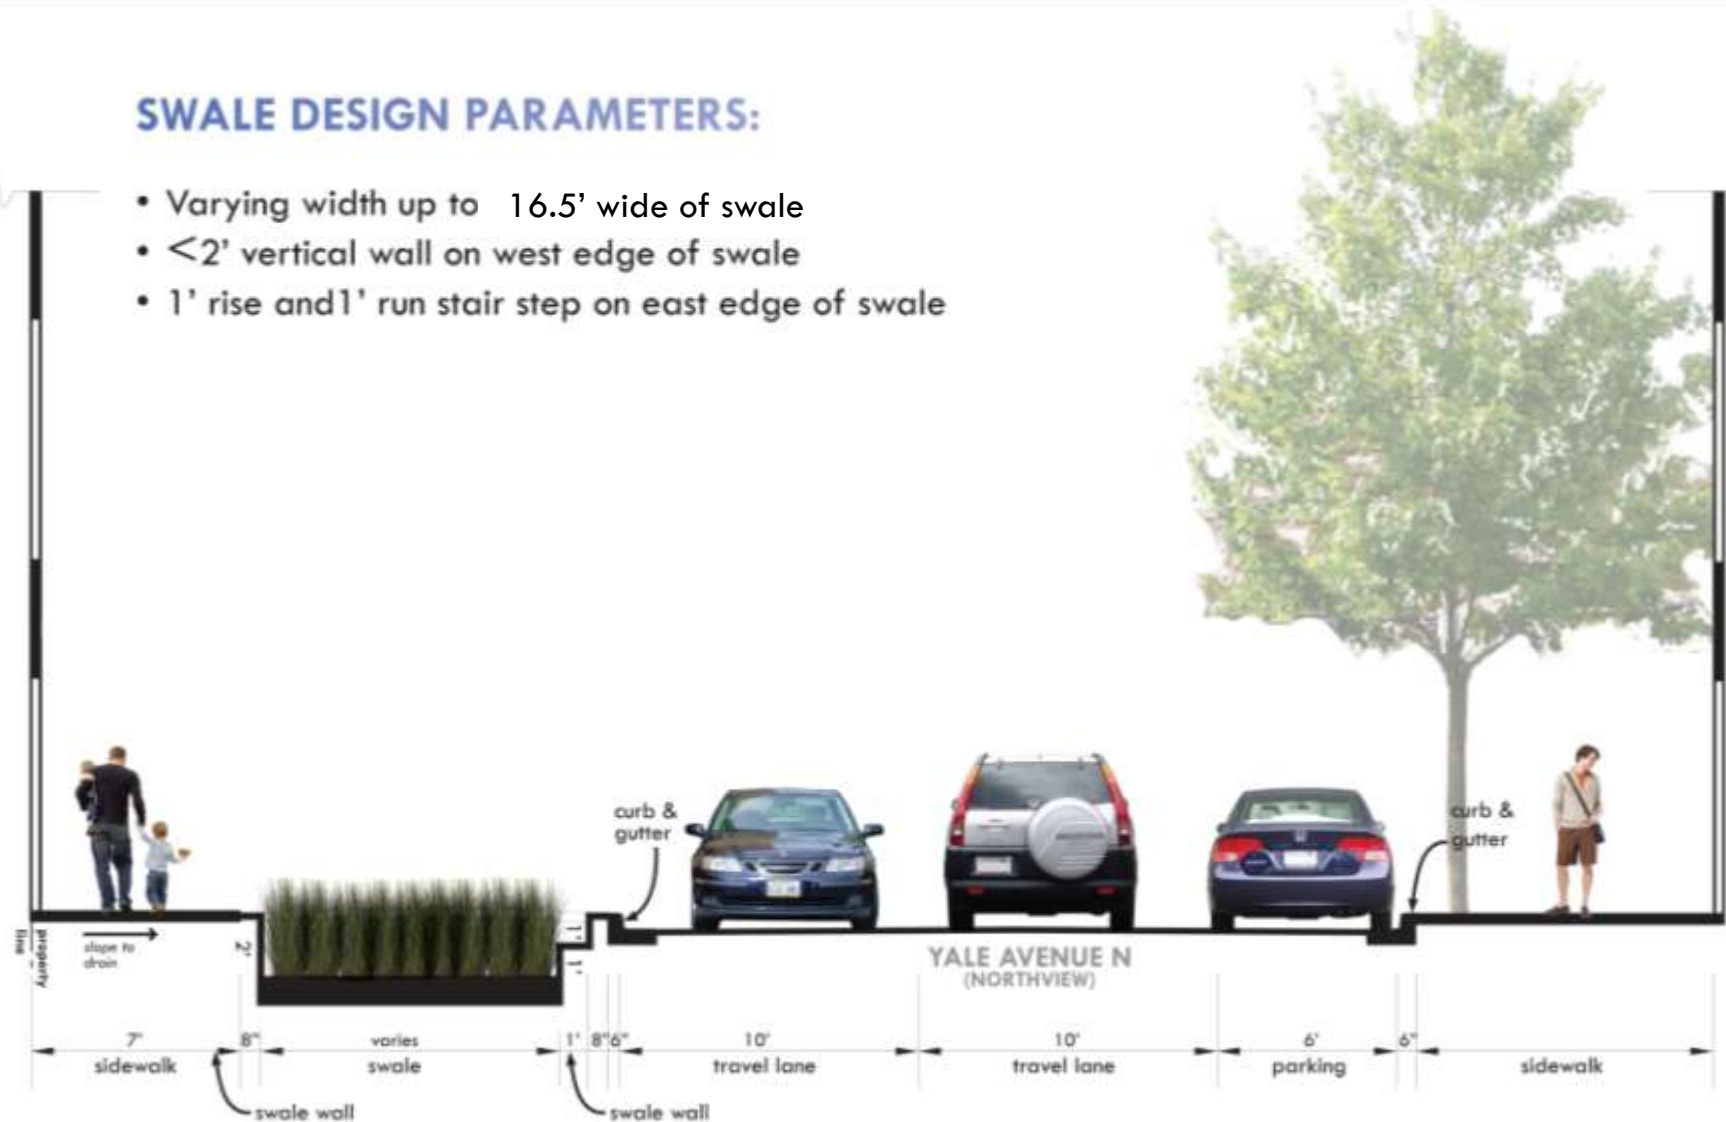 SWALE DESIGN PARAMETERS:
• Varying width up to 16.5’ wide of swale
• <2’ vertical wall on west edge of swale
• 1’ rise and1’ run stair step on east edge of swale
curb &
gutter
curb &
gutter
property
line
slope to
drain
2'
1'
1'
YALE AVENUE N
(NORTHVIEW)
7' 8" varies 1' 8" 6" 10' 10' 6' 6"
sidewalk swale travel lane travel lane parking sidewalk
swale wall swale wall